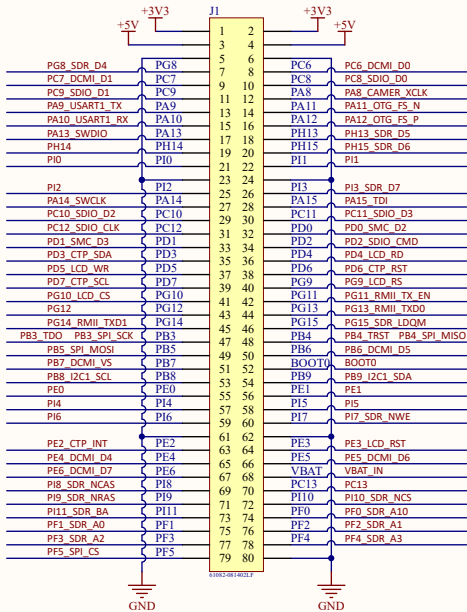 J1
+3V3 +3V3
+5V 1 2 +5V
3 4
5 6
PG8_SDR_D4 PG8 7 8 PC6 PC6_DCMI_D0
PC7_DCMI_D1 PC7 9 10 PC8 PC8_SDIO_D0
PC9_SDIO_D1 PC9 11 12 PA8 PA8_CAMER_XCLK
PA9_USART1_TX PA9 13 14 PA11 PA11_OTG_FS_N
PA10_USART1_RX PA10 15 16 PA12 PA12_OTG_FS_P
PA13_SWDIO PA13 17 18 PH13 PH13_SDR_D5
PH14 PH14 19 20 PH15 PH15_SDR_D6
PI0 PI0 21 22 PI1 PI1
23 24
PI2 PI2 25 26 PI3 PI3_SDR_D7
PA14_SWCLK PA14 27 28 PA15 PA15_TDI
PC10_SDIO_D2 PC10 29 30 PC11 PC11_SDIO_D3
PC12_SDIO_CLK PC12 31 32 PD0 PD0_SMC_D2
PD1_SMC_D3 PD1 33 34 PD2 PD2_SDIO_CMD
PD3_CTP_SDA PD3 35 36 PD4 PD4_LCD_RD
PD5_LCD_WR PD5 37 38 PD6 PD6_CTP_RST
PD7_CTP_SCL PD7 39 40 PG9 PG9_LCD_RS
PG10_LCD_CS PG10 41 42 PG11 PG11_RMII_TX_EN
PG12 PG12 43 44 PG13 PG13_RMII_TXD0
PG14_RMII_TXD1 PG14 45 46 PG15 PG15_SDR_LDQM
PB3_TDO PB3_SPI_SCK PB3 47 48 PB4 PB4_TRST PB4_SPI_MISO
PB5_SPI_MOSI PB5 49 50 PB6 PB6_DCMI_D5
PB7_DCMI_VS PB7 51 52 BOOT0 BOOT0
PB8_I2C1_SCL PB8 53 54 PB9 PB9_I2C1_SDA
PE0 PE0 55 56 PE1 PE1
PI4 PI4 57 58 PI5 PI5
PI6 PI6 59 60 PI7 PI7_SDR_NWE
61 62
PE2_CTP_INT PE2 63 64 PE3 PE3_LCD_RST
PE4_DCMI_D4 PE4 65 66 PE5 PE5_DCMI_D6
PE6_DCMI_D7 PE6 67 68 VBAT VBAT_IN
PI8_SDR_NCAS PI8 69 70 PC13 PC13
PI9_SDR_NRAS PI9 71 72 PI10 PI10_SDR_NCS
PI11_SDR_BA PI11 73 74 PF0 PF0_SDR_A10
PF1_SDR_A0 PF1 75 76 PF2 PF2_SDR_A1
PF3_SDR_A2 PF3 77 78 PF4 PF4_SDR_A3
PF5_SPI_CS PF5 79 80
61082-081402LF
GND GND